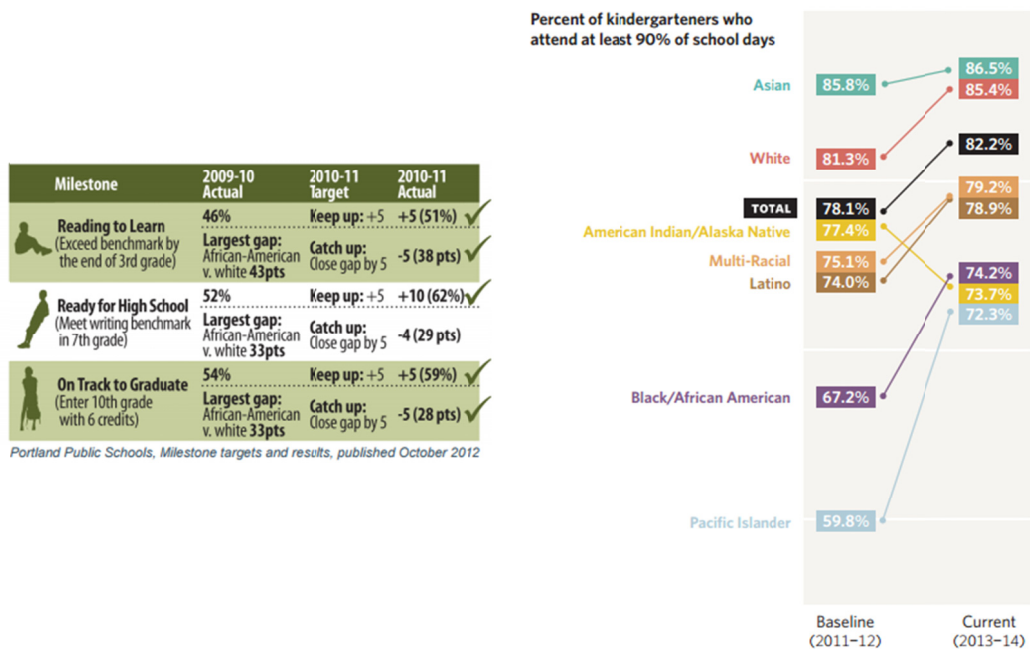 Milestone
2009-10
Actual
2010-11
Target
2010-11
Actual
Reading to Learn
(Exceed benchmark by
the end of 3rd grade)
46%
Keep up: +5
+5 (51%)
Largest gap:
African-American
v. white 43pts
Catch up:
Close gap by 5
-5 (38 pts)
Ready for High School
(Meet writing benchmark
in 7th grade)
52%
Keep up: +5
+10 (62%)
Largest gap:
African-American
v. white 33pts
Catch up:
Close gap by 5
-4 (29 pts)
On Track to Graduate
(Enter 10th grade
with 6 credits)
54%
Keep up: +5
+5 (59%)
Largest gap:
African-American
v. white 33pts
Catch up:
Close gap by 5
-5 (28 pts)
Portland Public Schools, Milestone targets and results, published October 2012
Percent of kindergarteners who
attend at least 90% of school days
Asian
85.8%
86.5%
85.4%
White
81.3%
82.2%
TOTAL
78.1%
79.2%
78.9%
American Indian/Alaska Native
77.4%
Multi-Racial
75.1%
Latino
74.0%
74.2%
73.7%
72.3%
Black/African American
67.2%
Pacific Islander
59.8%
Baseline
(2011–12)
Current
(2013–14)